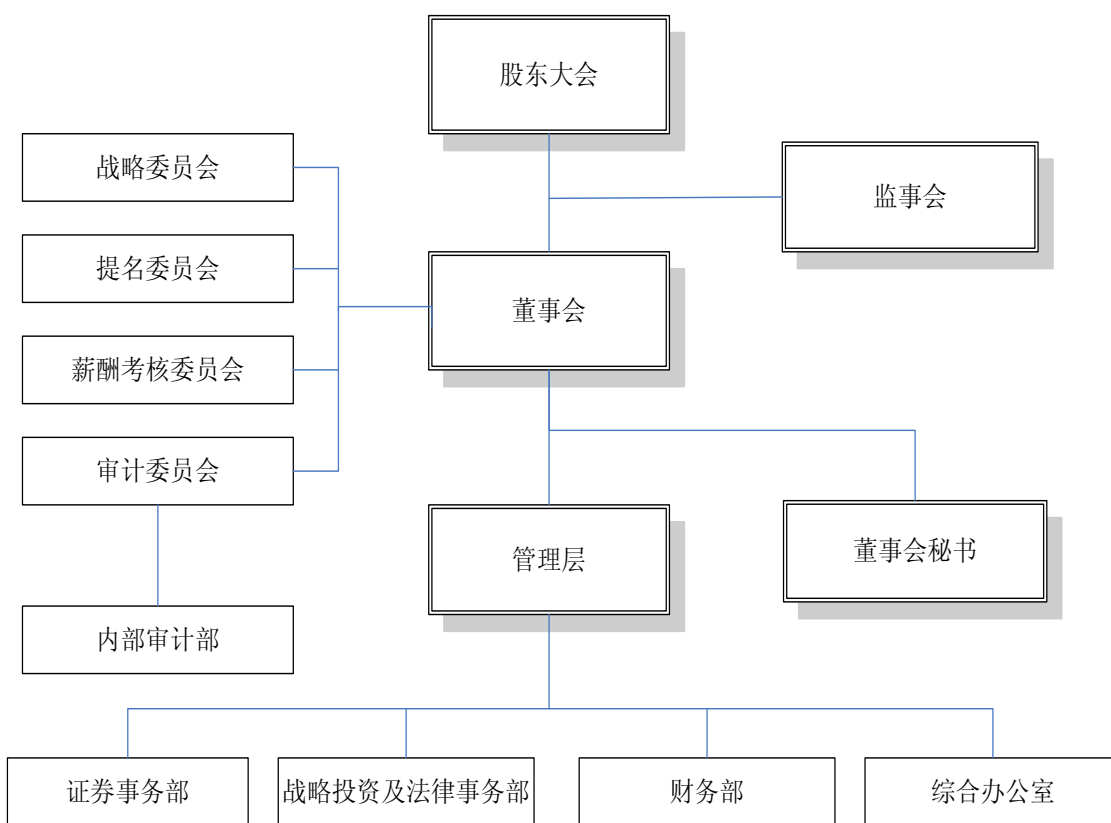 股东大会
战略委员会
监事会
提名委员会
董事会
薪酬考核委员会
审计委员会
管理层
董事会秘书
内部审计部
证券事务部
战略投资及法律事务部
财务部
综合办公室